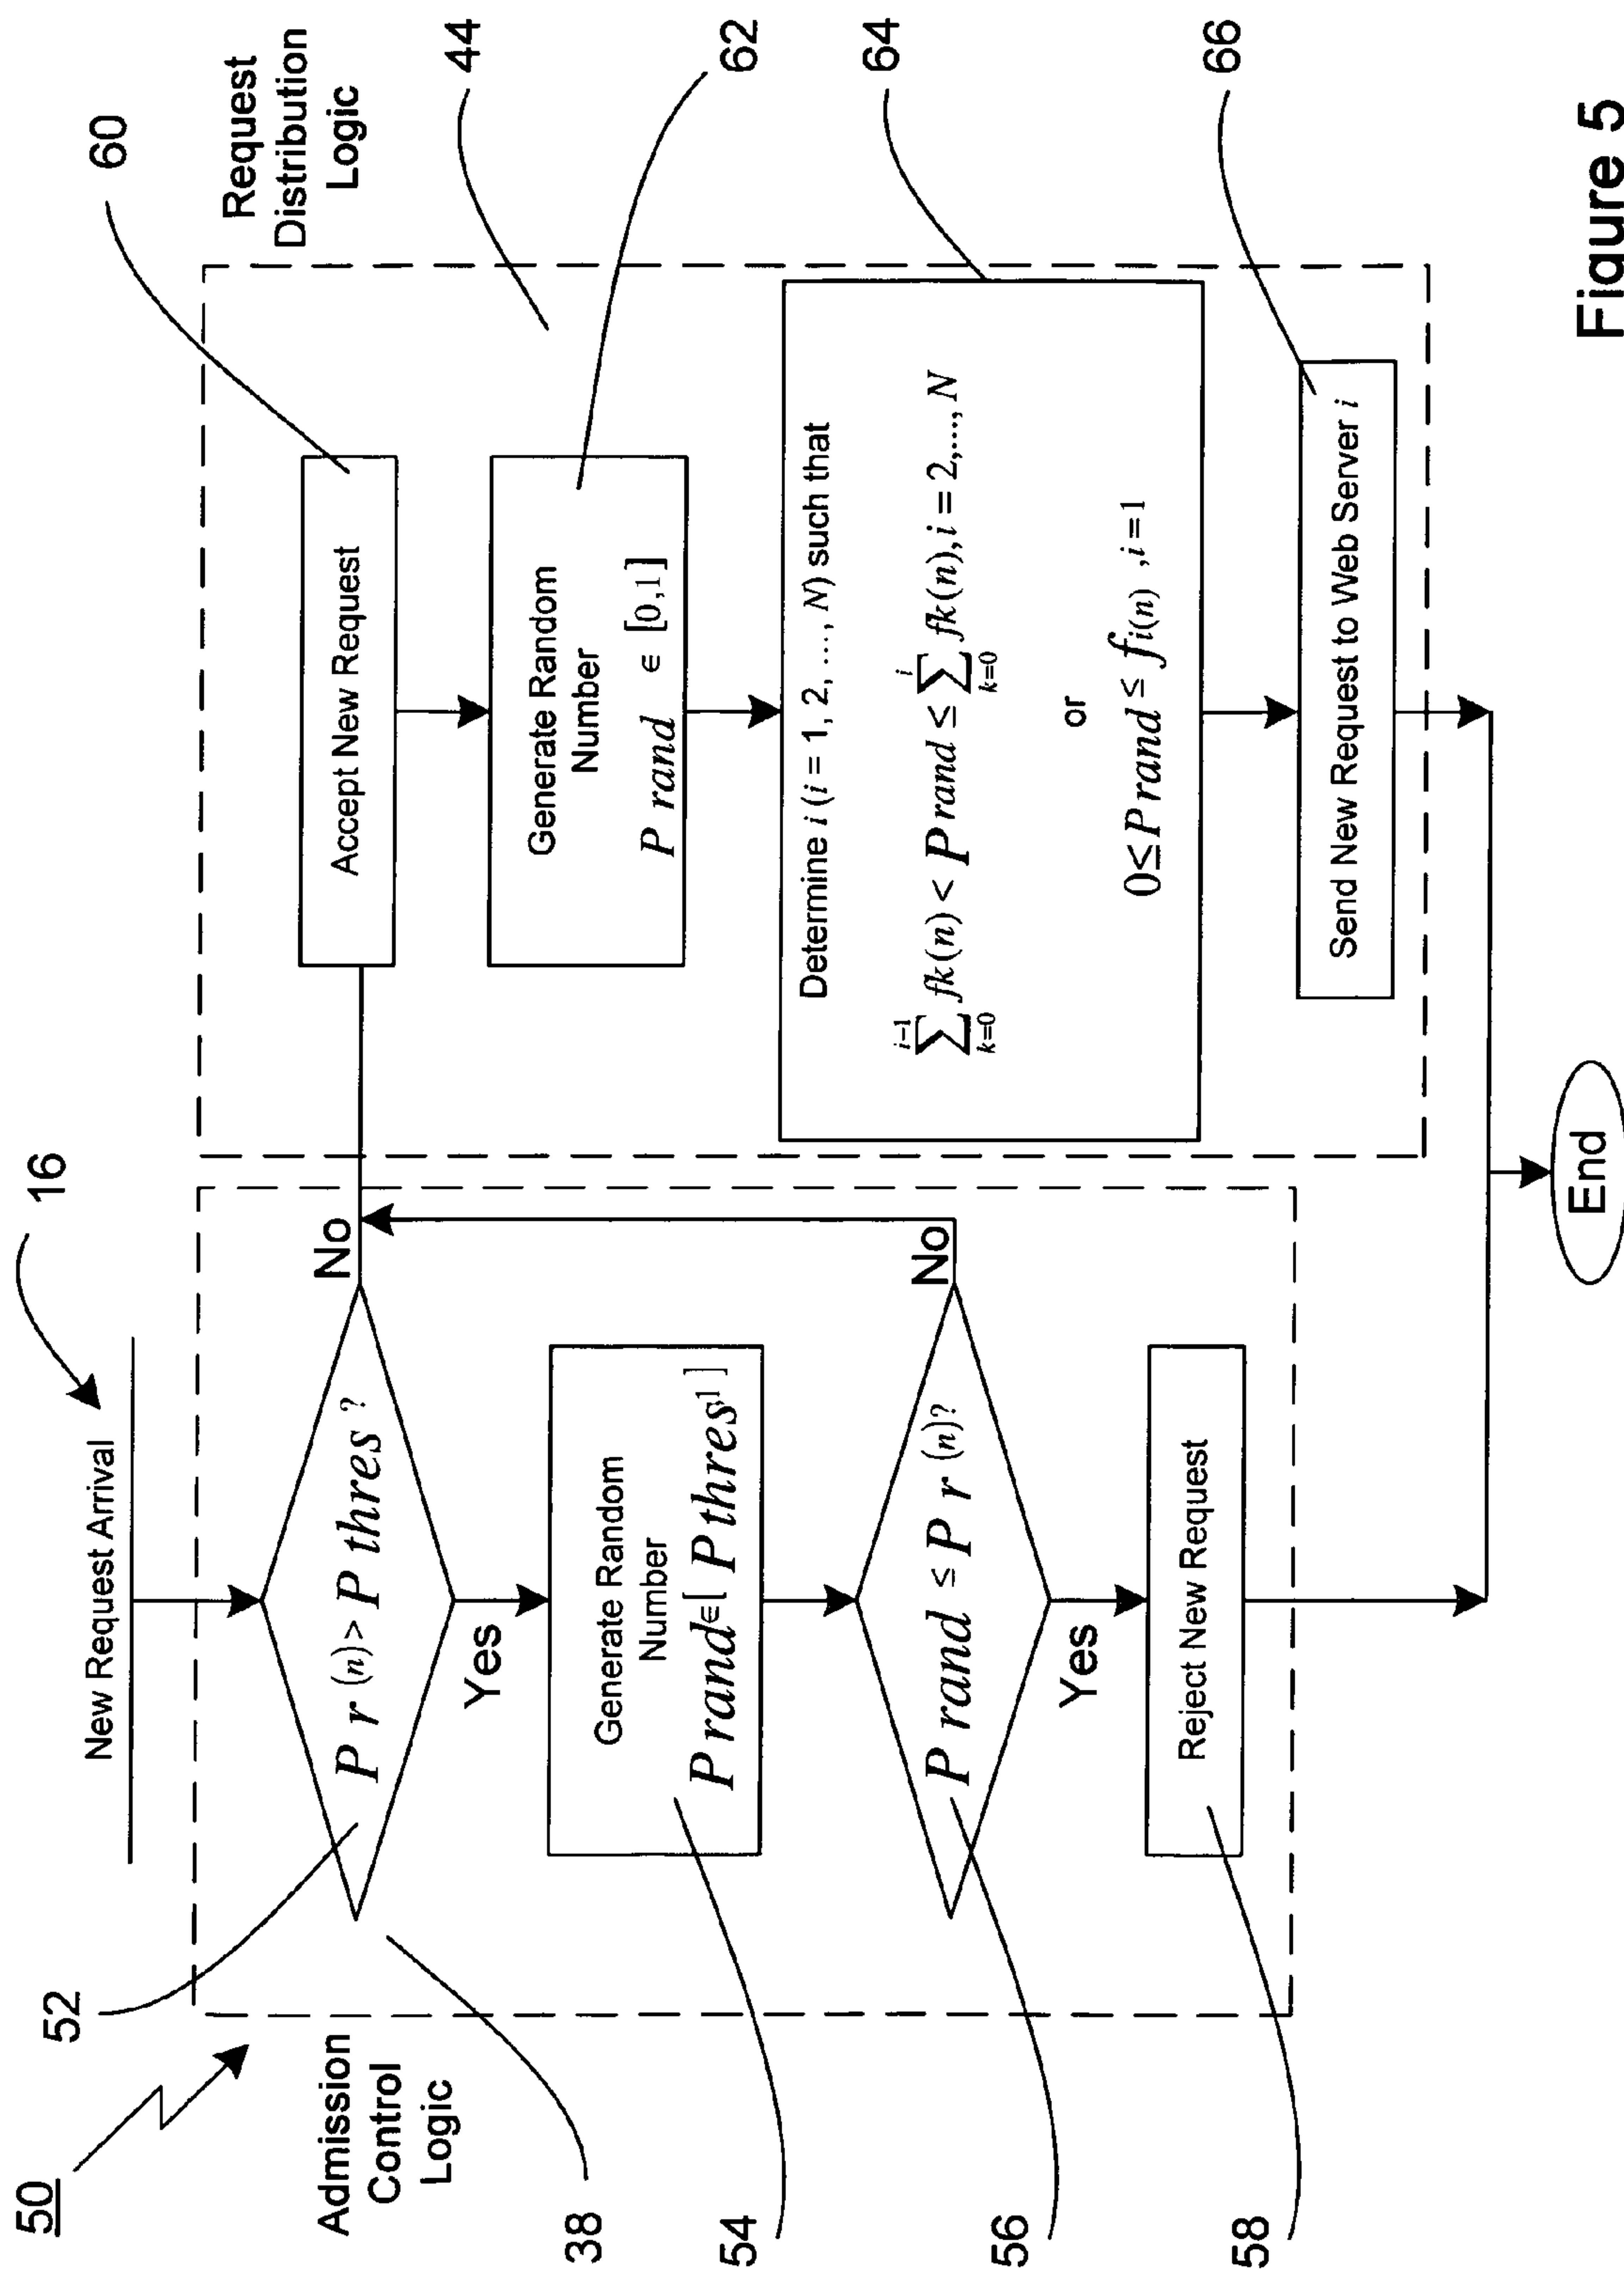 50
16
New Request Arrival
Admission
Control
Logic
38
52
P r (n) > P thres ?
No
Yes
54
Generate Random
Number
P rand ∈ [ P thres 1 ]
56
P rand ≤ P r (n)?
No
Yes
58
Reject New Request
Request
Distribution
Logic
44
60
Accept New Request
62
Generate Random
Number
P rand ∈ [0,1]
64
Determine i (i = 1, 2, ..., N) such that
∑_{k=0}^{i-1} fk(n) < P rand ≤ ∑_{k=0}^{i} fk(n), i = 2,..., N
or
0 ≤ P rand ≤ f i(n) , i = 1
66
Send New Request to Web Server i
End
Figure 5